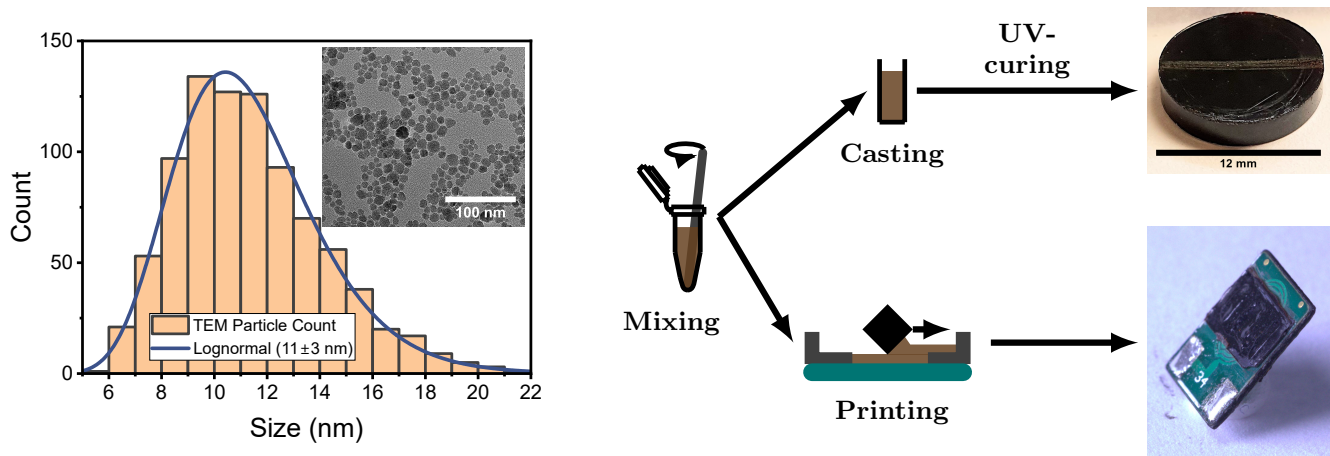 150
100
50
0
Count
100 nm
TEM Particle Count
Lognormal (11±3 nm)
6 8 10 12 14 16 18 20 22
Size (nm)
Mixing
Casting
UV-
curing
12 mm
Printing
34